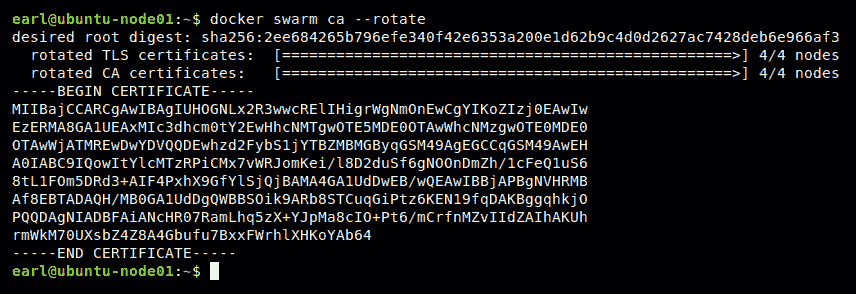 earl@ubuntu-node01:~$ docker swarm ca --rotate
desired root digest: sha256:2ee684265b796efe340f42e6353a200e1d62b9c4d0d2627ac7428deb6e966af3
rotated TLS certificates: [==================================================>] 4/4 nodes
rotated CA certificates: [==================================================>] 4/4 nodes
-----BEGIN CERTIFICATE-----
MIIBajCCARCgAwIBAgIUHOGNLx2R3wwcRElIHigrWgNmOnEwCgYIKoZIzj0EAwIw
EzERMA8GA1UEAxMIc3dhcm0tY2EwHhcNMTgwOTE5MDE0OTAwWhcNMzgwOTE0MDE0
OTAwWjATMREwDwYDVQQDEwhzd2FybS1jYTBZMBMGByqGSM49AgEGCCqGSM49AwEH
A0IABC9IQowItYlcMTzRPiCMx7vWRJomKei/l8D2duSf6gNOOnDmZh/1cFeQ1uS6
8tL1FOm5DRd3+AIF4PxhX9GfYlSjQjBAMA4GA1UdDwEB/wQEAwIBBjAPBgNVHRMB
Af8EBTADAQH/MB0GA1UdDgQWBBSOik9ARb8STCuqGiPtz6KEN19fqDAKBggqhkjO
PQQDAgNIADBFAiANcHR07RamLhq5zX+YJpMa8cIO+Pt6/mCrfnMZvIIdZAIhAKUh
rmWkM70UXsbZ4Z8A4Gbufu7BxxFWrhlXHKoYAb64
-----END CERTIFICATE-----
earl@ubuntu-node01:~$